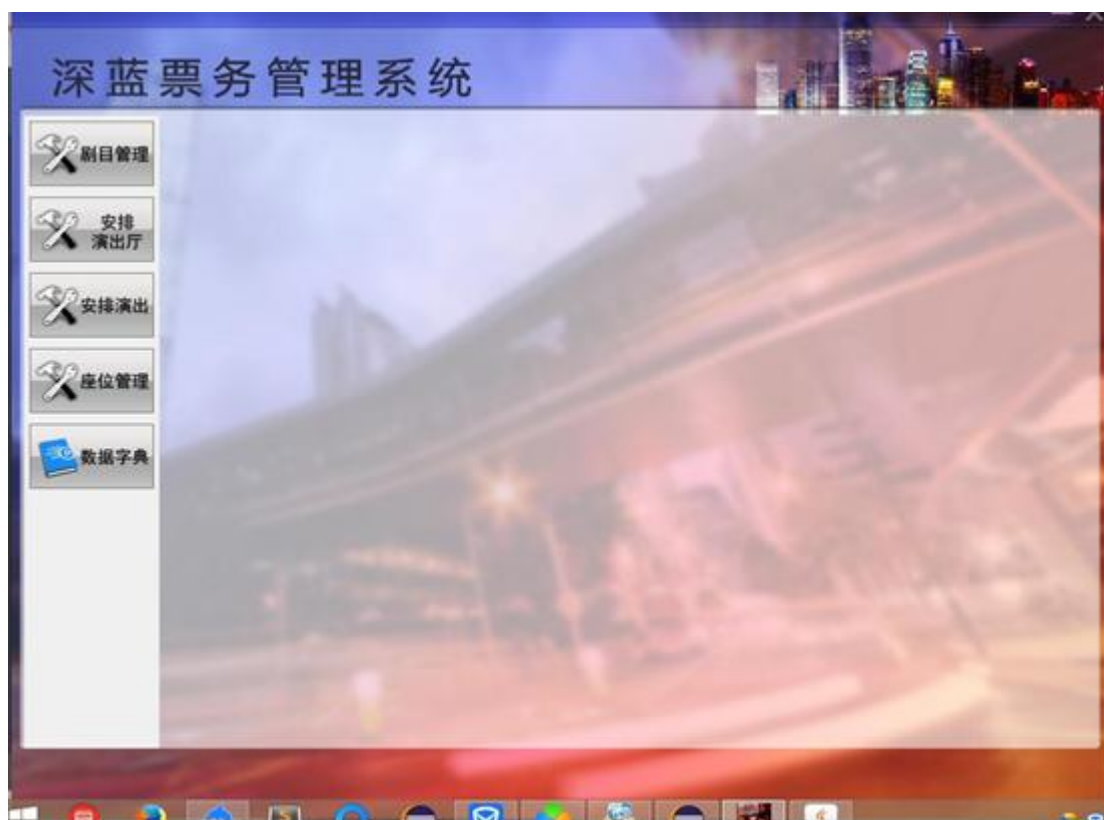 深蓝票务管理系统
剧目管理
安排
演出厅
安排演出
座位管理
数据字典